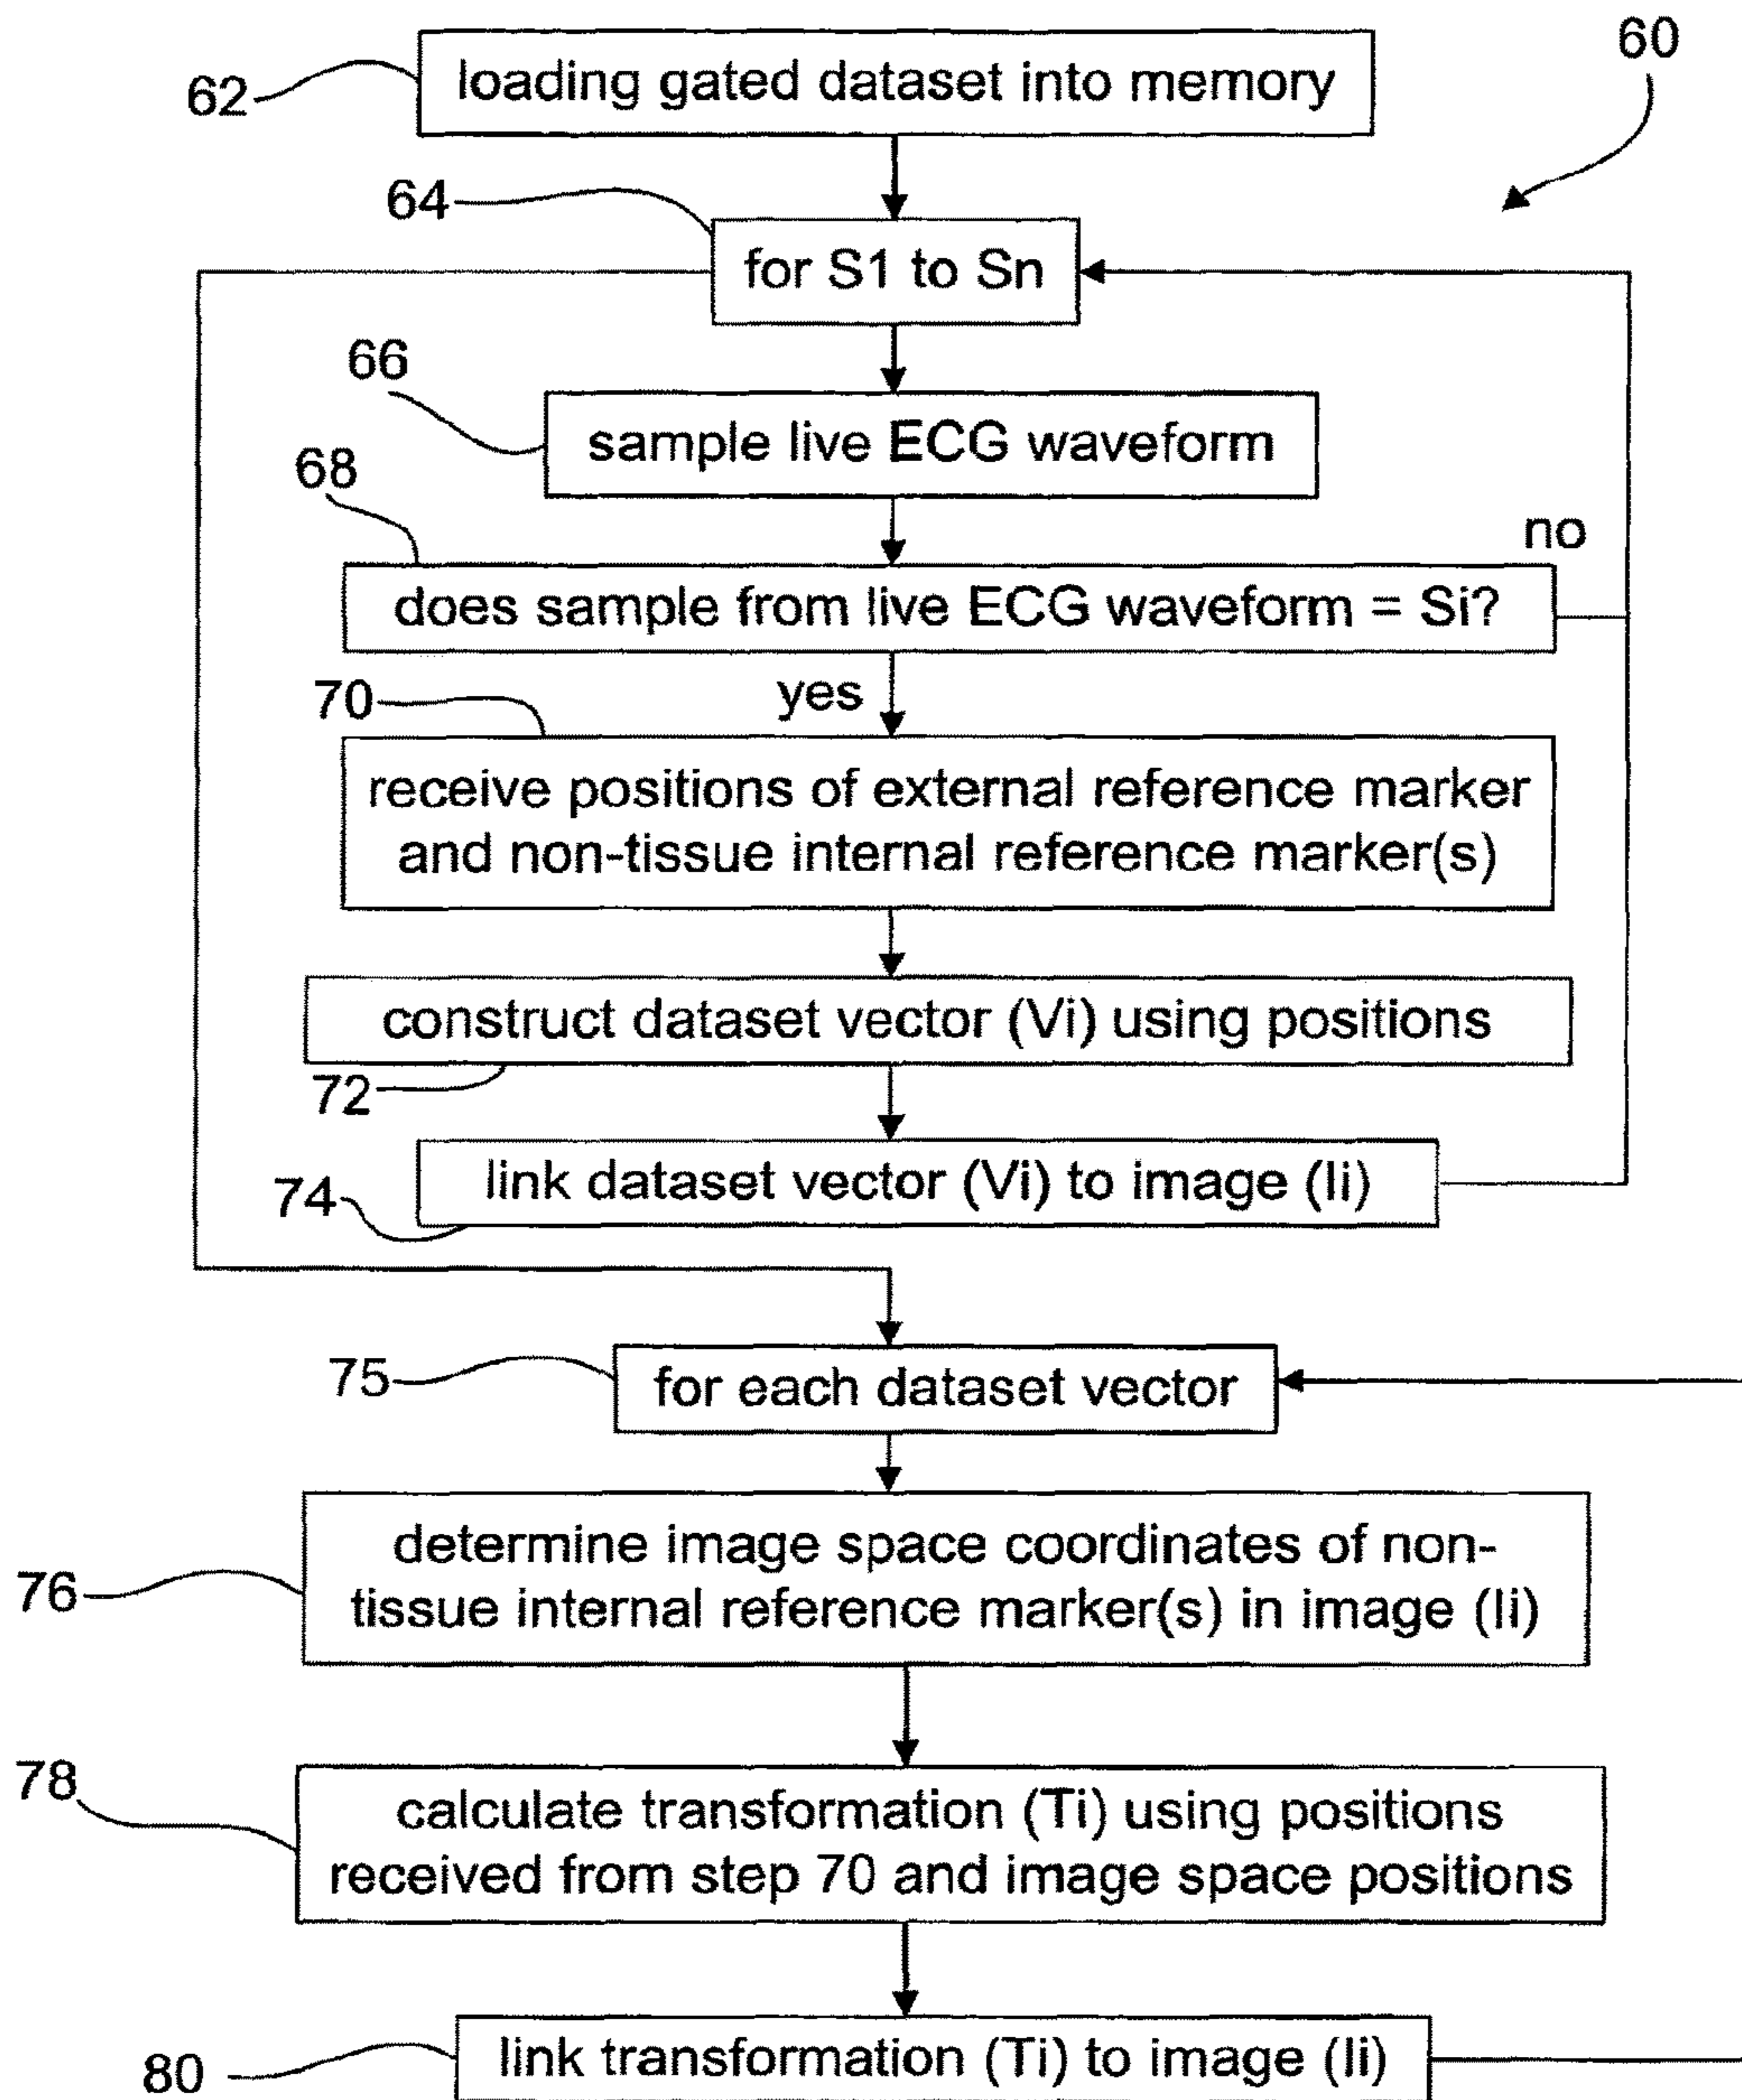 60
62
loading gated dataset into memory
64
for S1 to Sn
66
sample live ECG waveform
68
no
does sample from live ECG waveform = Si?
yes
70
receive positions of external reference marker
and non-tissue internal reference marker(s)
construct dataset vector (Vi) using positions
72
link dataset vector (Vi) to image (Ii)
74
75
for each dataset vector
76
determine image space coordinates of non-
tissue internal reference marker(s) in image (Ii)
78
calculate transformation (Ti) using positions
received from step 70 and image space positions
80
link transformation (Ti) to image (Ii)